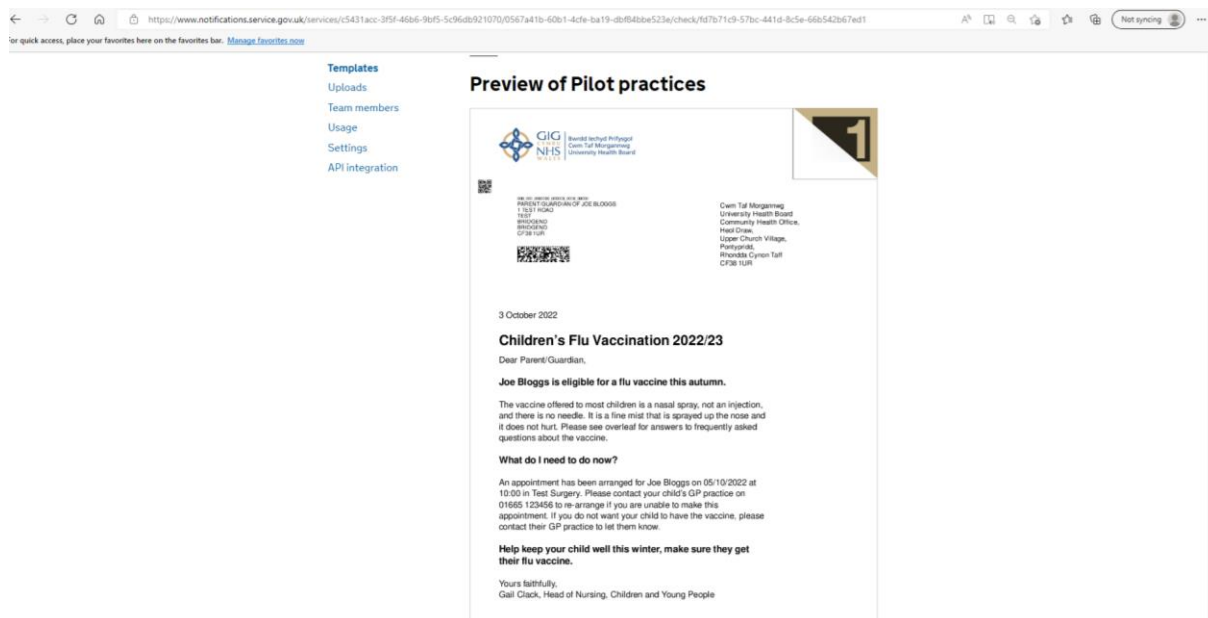 https://www.notifications.service.gov.uk/services/c5431acc-3f5f-46b6-9bf5-5c96db921070/0567a41b-60b1-4cfe-ba19-dbf84bbe523e/check/fd7b71c9-57bc-441d-8c5e-66b542b67ed1
Not syncing
For quick access, place your favorites here on the favorites bar. Manage favorites now
Templates
Uploads
Team members
Usage
Settings
API integration
Preview of Pilot practices
GIG
CYMRU
NHS
WALES
Bwrdd Iechyd Prifysgol
Cwm Taf Morgannwg
University Health Board
1
PARENT/GUARDIAN OF JOE BLOGGS
1 TEST ROAD
TEST
BRIDGEND
BRIDGEND
CF38 1UR
Cwm Taf Morgannwg
University Health Board
Community Health Office,
Heol Draw,
Upper Church Village,
Pontypridd,
Rhondda Cynon Taff
CF38 1UR
3 October 2022
Children's Flu Vaccination 2022/23
Dear Parent/Guardian,
Joe Bloggs is eligible for a flu vaccine this autumn.
The vaccine offered to most children is a nasal spray, not an injection,
and there is no needle. It is a fine mist that is sprayed up the nose and
it does not hurt. Please see overleaf for answers to frequently asked
questions about the vaccine.
What do I need to do now?
An appointment has been arranged for Joe Bloggs on 05/10/2022 at
10:00 in Test Surgery. Please contact your child's GP practice on
01665 123456 to re-arrange if you are unable to make this
appointment. If you do not want your child to have the vaccine, please
contact their GP practice to let them know.
Help keep your child well this winter, make sure they get
their flu vaccine.
Yours faithfully,
Gail Clack, Head of Nursing, Children and Young People